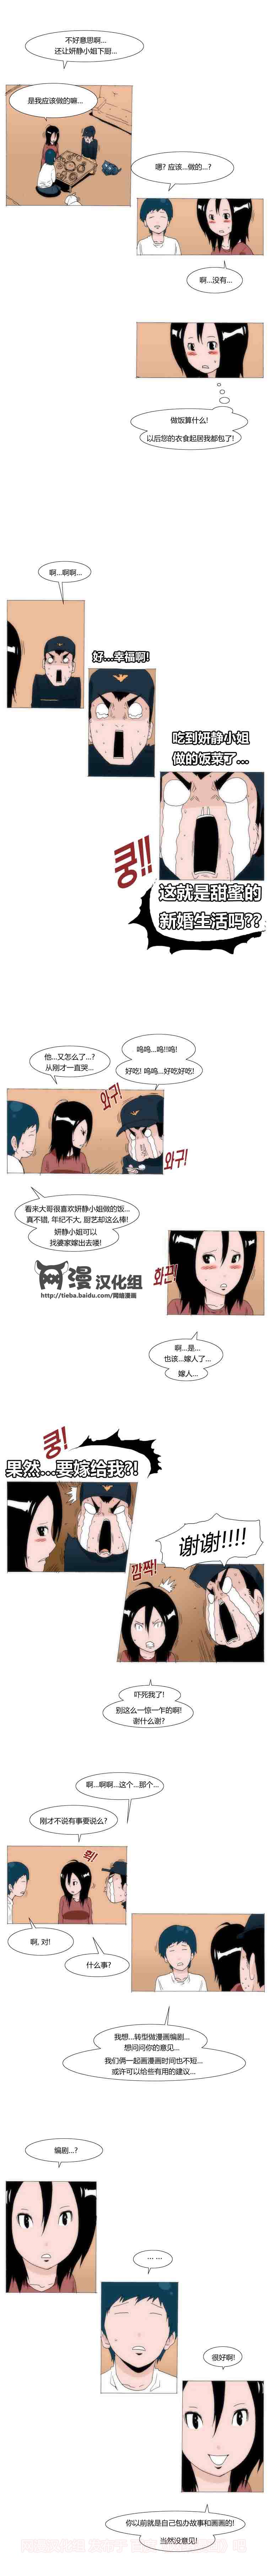 不好意思啊...
还让妍静小姐下厨...
是我应该做的嘛...
嗯? 应该...做的...?
啊...没有...
做饭算什么!
以后您的衣食起居我都包了!
啊...啊啊...
好...幸福啊!
吃到妍静小姐
做的饭菜了...
쿵!!
这就是甜蜜的
新婚生活吗??
他...又怎么了...?
从刚才一直哭...
呜呜...呜!!呜!
好吃! 呜呜...好吃好吃!
와구!
와구!
看来大哥很喜欢妍静小姐做的饭...
真不错, 年纪不大, 厨艺却这么棒!
妍静小姐可以
找婆家嫁出去喽!
网漫汉化组
http://tieba.baidu.com/网络漫画
화끈!
啊...是...
也该...嫁人了...
嫁人...
쿵!
果然...要嫁给我?!
谢谢!!!!
깜짝!
吓死我了!
别这么一惊一乍的啊!
谢什么谢?
啊...啊啊...这个...那个...
刚才不说有事要说么?
휙!!
啊, 对!
什么事?
我想...转型做漫画编剧...
想问问你的意见...
我们俩一起画漫画时间也不短...
或许可以给些有用的建议...
编剧...?
... ...
很好啊!
你以前就是自己包办故事和画画的!
当然没意见!